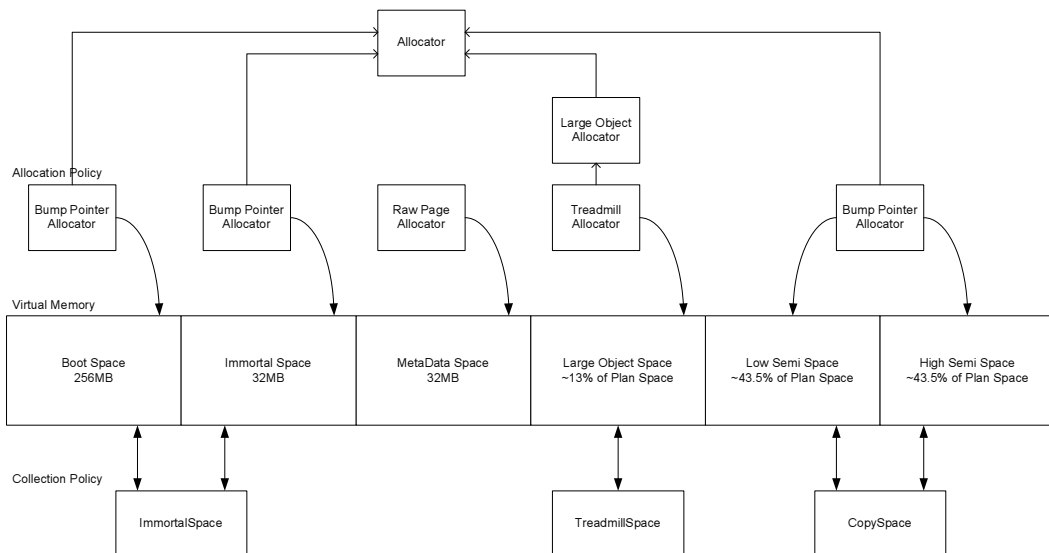 Allocator
Large Object
Allocator
Allocation Policy
Bump Pointer
Allocator
Bump Pointer
Allocator
Raw Page
Allocator
Treadmill
Allocator
Bump Pointer
Allocator
Virtual Memory
Boot Space
256MB
Immortal Space
32MB
MetaData Space
32MB
Large Object Space
~13% of Plan Space
Low Semi Space
~43.5% of Plan Space
High Semi Space
~43.5% of Plan Space
Collection Policy
ImmortalSpace
TreadmillSpace
CopySpace